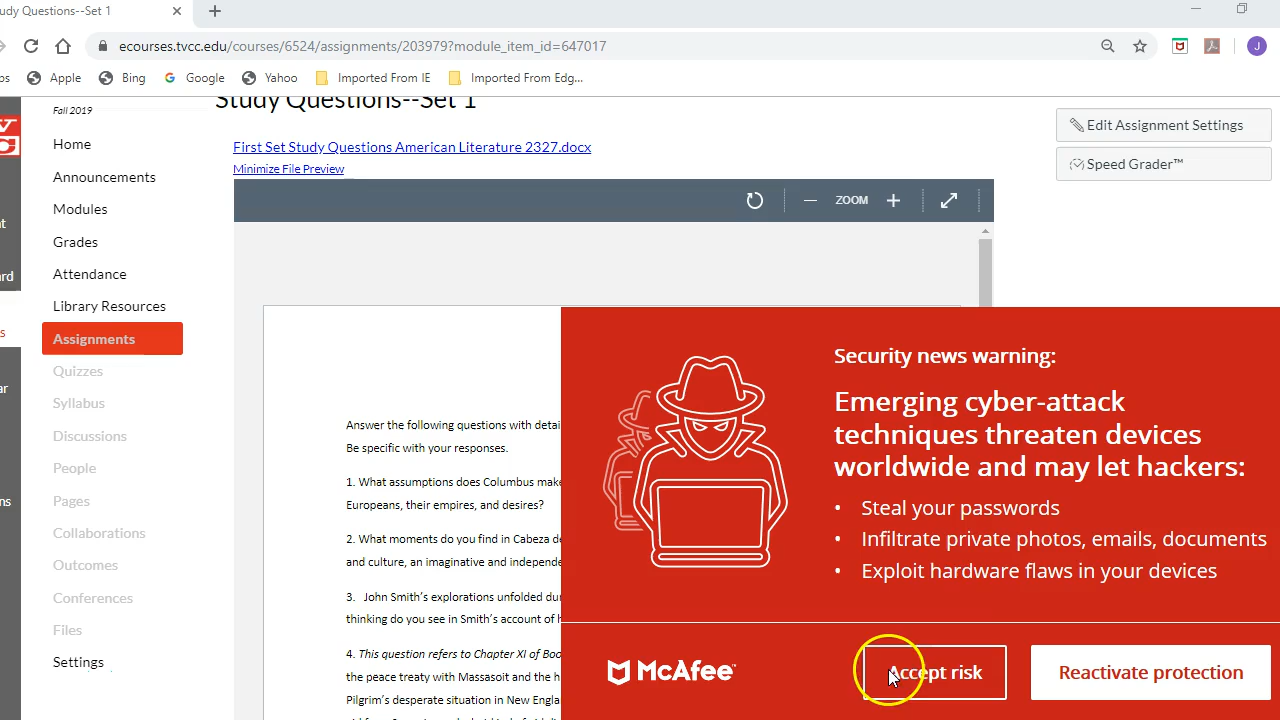 udy Questions--Set 1
ecourses.tvcc.edu/courses/6524/assignments/203979?module_item_id=647017
J
ps Apple Bing Google Yahoo Imported From IE Imported From Edg...
Fall 2019
Study Questions--Set 1
Home
Announcements
Modules
Grades
Attendance
Library Resources
Assignments
Quizzes
Syllabus
Discussions
People
Pages
Collaborations
Outcomes
Conferences
Files
Settings
First Set Study Questions American Literature 2327.docx
Minimize File Preview
ZOOM
Edit Assignment Settings
Speed Grader™
Answer the following questions with detai
Be specific with your responses.
1. What assumptions does Columbus make
Europeans, their empires, and desires?
2. What moments do you find in Cabeza de
and culture, an imaginative and independe
3. John Smith's explorations unfolded du
thinking do you see in Smith's account of h
4. This question refers to Chapter XI of Boo
the peace treaty with Massasoit and the h
Pilgrim's desperate situation in New Engla
Security news warning:
Emerging cyber-attack
techniques threaten devices
worldwide and may let hackers:
• Steal your passwords
• Infiltrate private photos, emails, documents
• Exploit hardware flaws in your devices
McAfee™
Accept risk
Reactivate protection